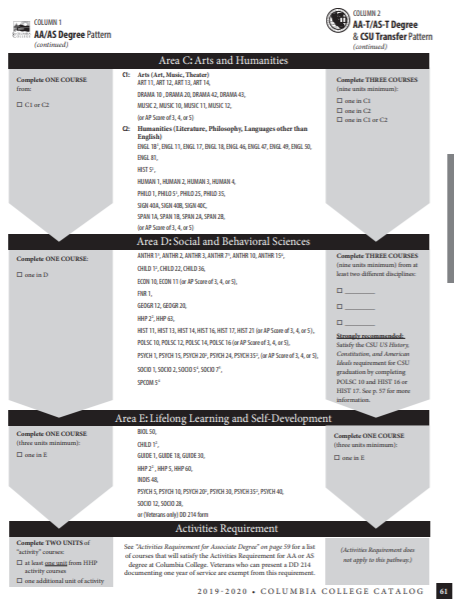 COLUMN 1
AA/AS Degree Pattern
(continued)
COLUMN 2
AA-T/AS-T Degree
& CSU Transfer Pattern
(continued)
Area C: Arts and Humanities
Complete ONE COURSE
from:
☐ C1 or C2
C1: Arts (Art, Music, Theater)
ART 11, ART 12, ART 13, ART 14,
DRAMA 10, DRAMA 20, DRAMA 42, DRAMA 43,
MUSIC 2, MUSIC 10, MUSIC 11, MUSIC 12,
(or AP Score of 3, 4, or 5)
C2: Humanities (Literature, Philosophy, Languages other than
English)
ENGL 18², ENGL 11, ENGL 17, ENGL 18, ENGL 46, ENGL 47, ENGL 49, ENGL 50,
ENGL 81,
HIST 5⁵,
HUMAN 1, HUMAN 2, HUMAN 3, HUMAN 4,
PHILO 1, PHILO 5⁵, PHILO 25, PHILO 35,
SIGN 40A, SIGN 40B, SIGN 40C,
SPAN 1A, SPAN 1B, SPAN 2A, SPAN 2B,
(or AP Score of 3, 4, or 5)
Complete THREE COURSES
(nine units minimum):
☐ one in C1
☐ one in C2
☐ one in C1 or C2
Area D: Social and Behavioral Sciences
Complete ONE COURSE:
☐ one in D
ANTHR 1⁵, ANTHR 2, ANTHR 3, ANTHR 7⁵, ANTHR 10, ANTHR 15⁵,
CHILD 1⁵, CHILD 22, CHILD 36,
ECON 10, ECON 11 (or AP Score of 3, 4, or 5),
FNR 1,
GEOGR 12, GEOGR 20,
HHP 2⁵, HHP 63,
HIST 11, HIST 13, HIST 14, HIST 16, HIST 17, HIST 21 (or AP Score of 3, 4, or 5),
POLSC 10, POLSC 12, POLSC 14, POLSC 16 (or AP Score of 3, 4, or 5),
PSYCH 1, PSYCH 15, PSYCH 20⁵, PSYCH 24, PSYCH 35⁵, (or AP Score of 3, 4, or 5),
SOCIO 1, SOCIO 2, SOCIO 5⁵, SOCIO 7⁵,
SPCOM 5⁵
Complete THREE COURSES
(nine units minimum) from at
least two different disciplines:
☐ ________
☐ ________
☐ ________
Strongly recommended:
Satisfy the CSU US History,
Constitution, and American
Ideals requirement for CSU
graduation by completing
POLSC 10 and HIST 16 or
HIST 17. See p. 57 for more
information.
Area E: Lifelong Learning and Self-Development
Complete ONE COURSE
(three units minimum):
☐ one in E
BIOL 50,
CHILD 1⁵,
GUIDE 1, GUIDE 18, GUIDE 30,
HHP 2⁵, HHP 5, HHP 60,
INDIS 48,
PSYCH 5, PSYCH 10, PSYCH 20⁵, PSYCH 30, PSYCH 35⁵, PSYCH 40,
SOCIO 12, SOCIO 28,
or (Veterans only) DD 214 form
Complete ONE COURSE
(three units minimum):
☐ one in E
Activities Requirement
Complete TWO UNITS of
"activity" courses:
☐ at least one unit from HHP
activity courses
☐ one additional unit of activity
See "Activities Requirement for Associate Degree" on page 59 for a list
of courses that will satisfy the Activities Requirement for AA or AS
degree at Columbia College. Veterans who can present a DD 214
documenting one year of service are exempt from this requirement.
(Activities Requirement does
not apply to this pathway.)
2019-2020 • COLUMBIA COLLEGE CATALOG 61